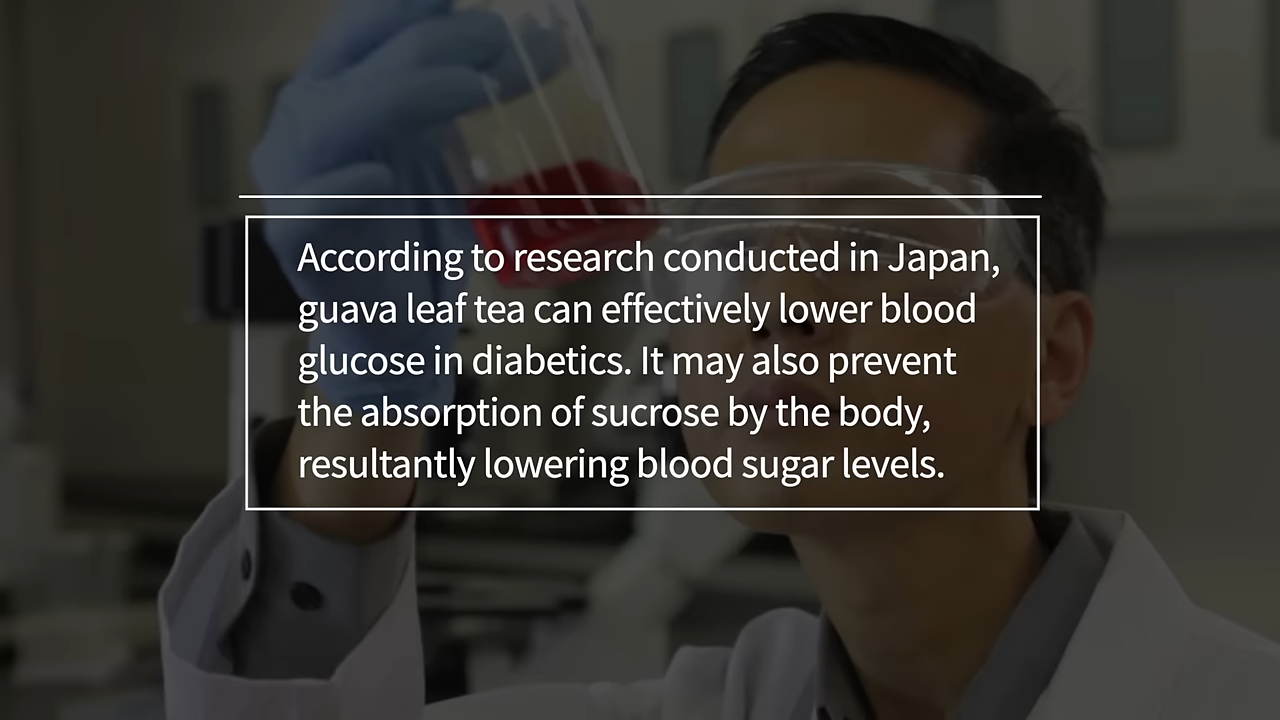 According to research conducted in Japan,
guava leaf tea can effectively lower blood
glucose in diabetics. It may also prevent
the absorption of sucrose by the body,
resultantly lowering blood sugar levels.